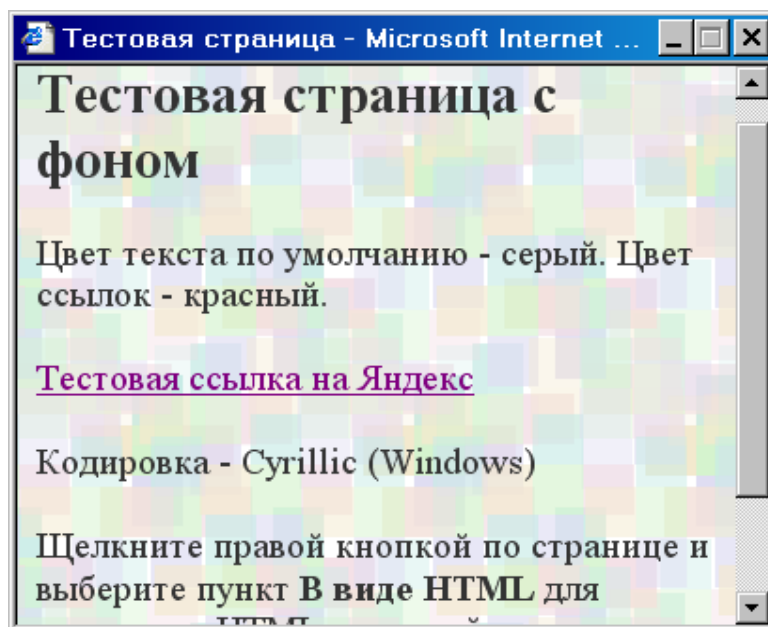 Тестовая страница - Microsoft Internet ...
Тестовая страница с
фоном
Цвет текста по умолчанию - серый. Цвет
ссылок - красный.
Тестовая ссылка на Яндекс
Кодировка - Cyrillic (Windows)
Щелкните правой кнопкой по странице и
выберите пункт В виде HTML для
HTML